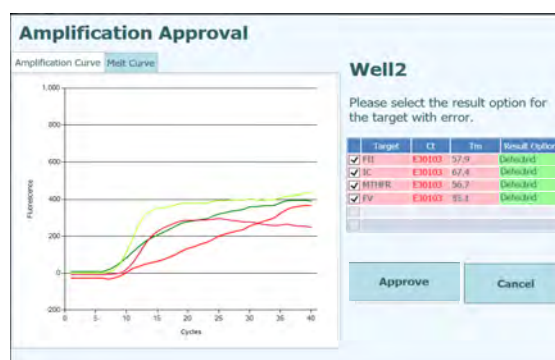 Amplification Approval
Amplification Curve Melt Curve
1,000
800
600
400
200
0
-200
Fluorescence
0 5 10 15 20 25 30 35 40
Cycles
Well2
Please select the result option for
the target with error.
Target Ct Tm Result Option
FII E30103 57.9 Detected
IC E30103 67.4 Detected
MTHFR E30103 56.7 Detected
FV E30103 55.1 Detected
Approve Cancel